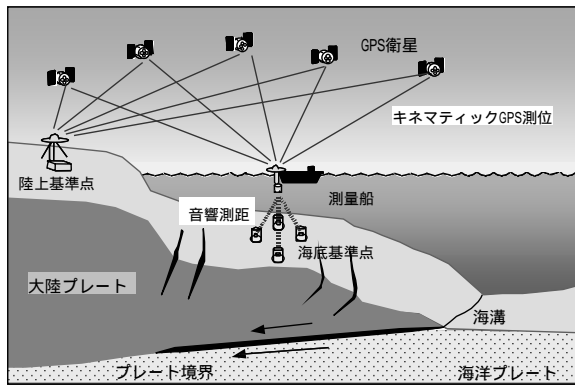 GPS衛星
キネマティックGPS測位
陸上基準点
測量船
音響測距
海底基準点
大陸プレート
海溝
プレート境界
海洋プレート